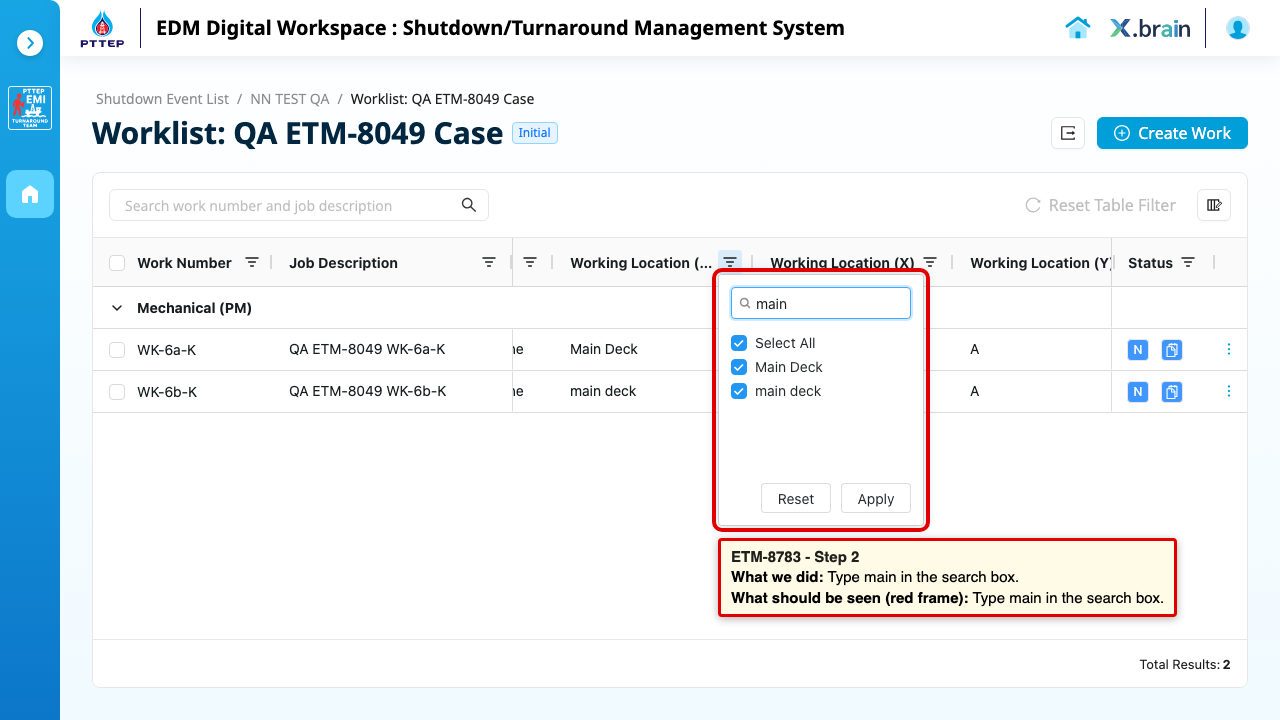 PTTEP
EDM Digital Workspace : Shutdown/Turnaround Management System
X.brain
PTTEP
EMI
TURNAROUND
TEAM
Shutdown Event List / NN TEST QA / Worklist: QA ETM-8049 Case
Worklist: QA ETM-8049 Case
Initial
Create Work
Search work number and job description
Reset Table Filter
Work Number
Job Description
Working Location (...
Working Location (X)
Working Location (Y
Status
Mechanical (PM)
WK-6a-K
QA ETM-8049 WK-6a-K
ne
Main Deck
A
N
WK-6b-K
QA ETM-8049 WK-6b-K
ne
main deck
A
N
main
Select All
Main Deck
main deck
Reset
Apply
ETM-8783 - Step 2
What we did: Type main in the search box.
What should be seen (red frame): Type main in the search box.
Total Results: 2